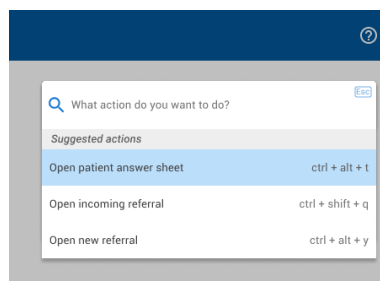 ?
Esc
What action do you want to do?
Suggested actions
Open patient answer sheet ctrl + alt + t
Open incoming referral ctrl + shift + q
Open new referral ctrl + alt + y